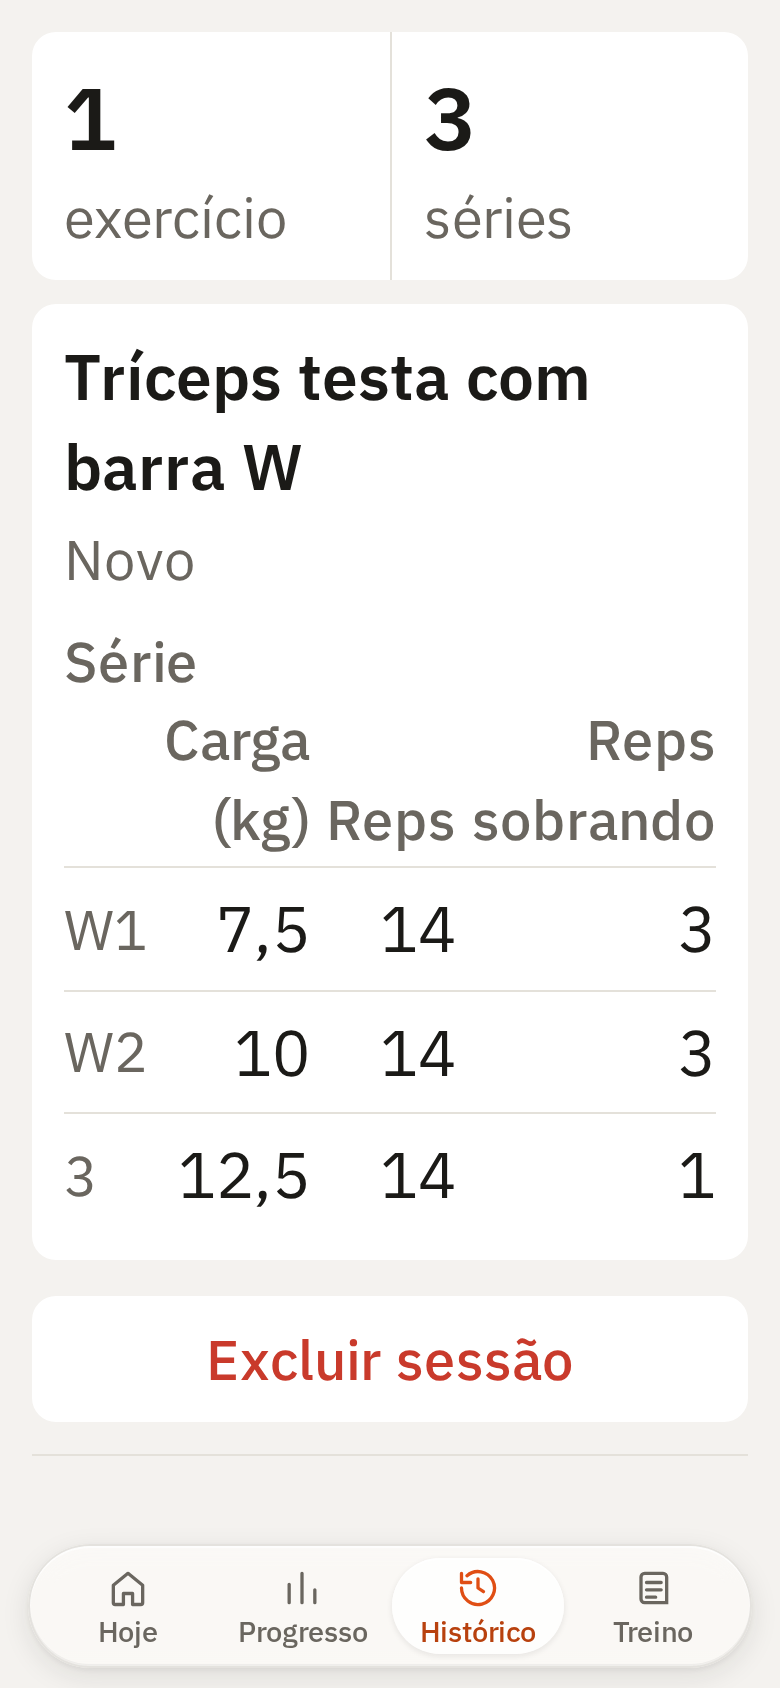 1
exercício
3
séries
Tríceps testa com
barra W
Novo
Série
Carga
(kg)
Reps
Reps
sobrando
W1 7,5 14 3
W2 10 14 3
3 12,5 14 1
Excluir sessão
Hoje
Progresso
Histórico
Treino